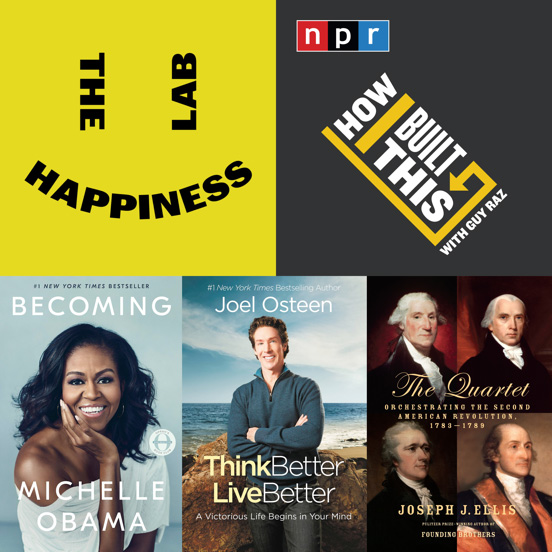 THE
LAB
HAPPINESS
npr
HOW
I BUILT
THIS
WITH GUY RAZ
#1 NEW YORK TIMES BESTSELLER
BECOMING
MICHELLE
OBAMA
#1 New York Times Bestselling Author
Joel Osteen
ThinkBetter
LiveBetter
A Victorious Life Begins in Your Mind
The Quartet
ORCHESTRATING THE SECOND
AMERICAN REVOLUTION,
1783–1789
JOSEPH J. ELLIS
PULITZER PRIZE–WINNING AUTHOR OF
FOUNDING BROTHERS